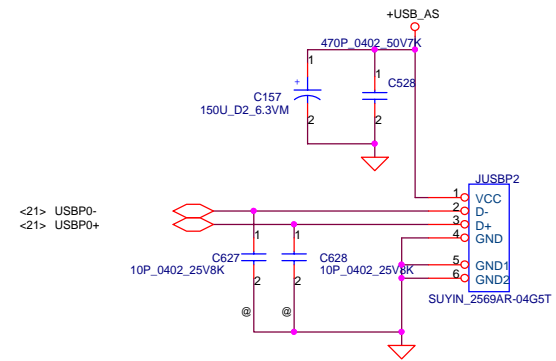 +USB_AS
470P_0402_50V7K
1
1
+
C157
C528
150U_D2_6.3VM
2
2
JUSBP2
1
VCC
<21> USBP0-
2
D-
<21> USBP0+
3
D+
4
GND
1
1
C627
C628
10P_0402_25V8K
10P_0402_25V8K
5
GND1
6
GND2
2
2
SUYIN_2569AR-04G5T
@
@